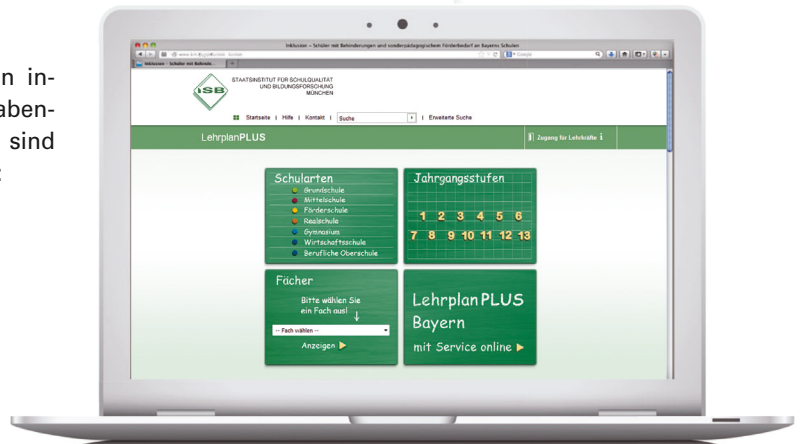 n in-
aben-
sind
:
Inklusion – Schüler mit Behinderungen und sonderpädagogischem Förderbedarf an Bayerns Schulen
Google
Inklusion – Schüler mit Behinde...
ISB
STAATSINSTITUT FÜR SCHULQUALITÄT
UND BILDUNGSFORSCHUNG
MÜNCHEN
Startseite | Hilfe | Kontakt | Suche | Erweiterte Suche
LehrplanPLUS
Zugang für Lehrkräfte
Schularten
Grundschule
Mittelschule
Förderschule
Realschule
Gymnasium
Wirtschaftsschule
Berufliche Oberschule
Jahrgangsstufen
1 2 3 4 5 6
7 8 9 10 11 12 13
Fächer
Bitte wählen Sie
ein Fach aus!
-- Fach wählen --
Anzeigen
LehrplanPLUS
Bayern
mit Service online